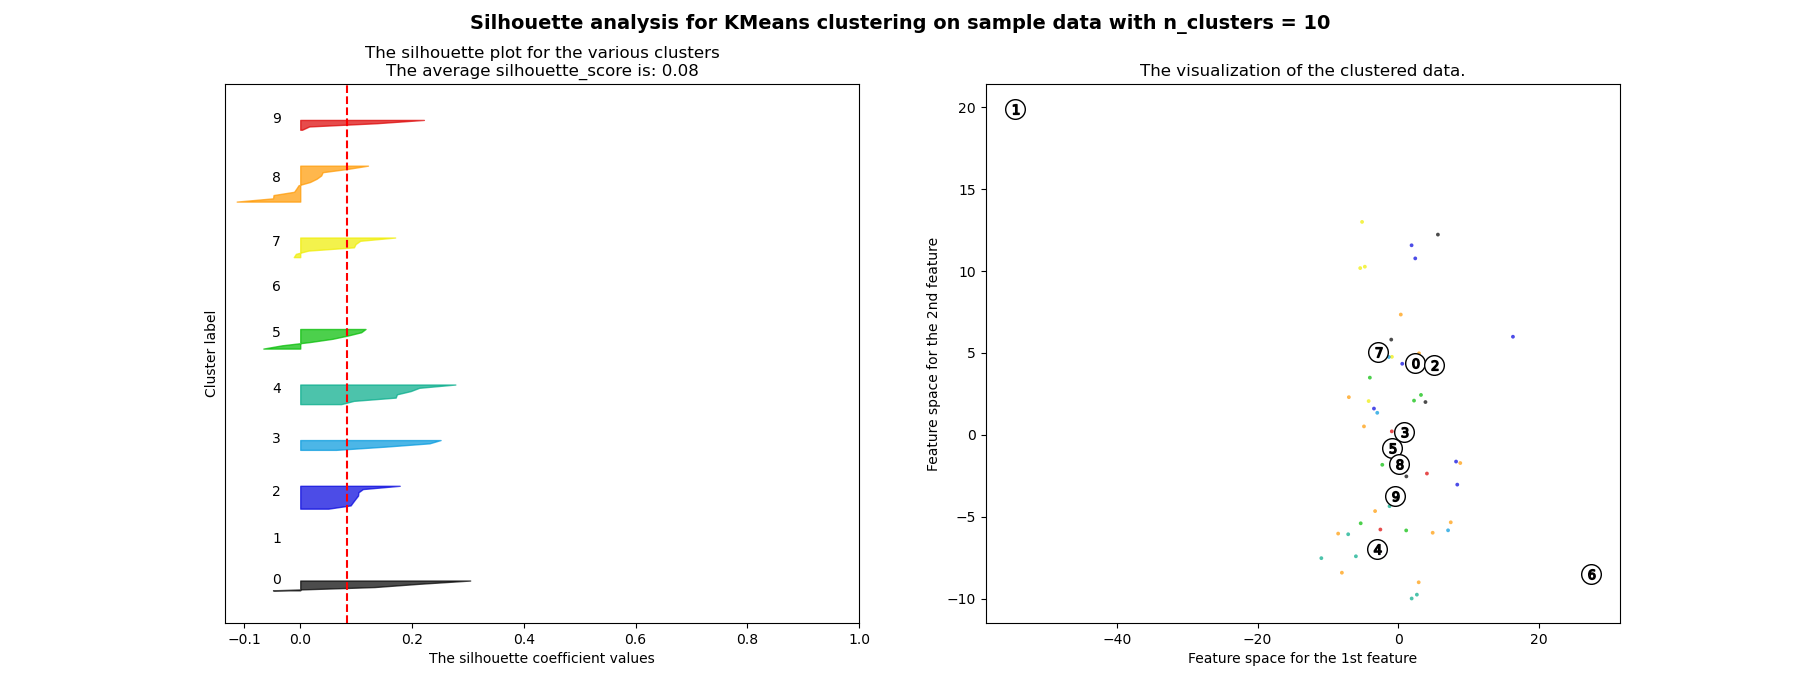 Silhouette analysis for KMeans clustering on sample data with n_clusters = 10
The silhouette plot for the various clusters
The average silhouette_score is: 0.08
Cluster label
9
8
7
6
5
4
3
2
1
0
−0.1 0.0 0.2 0.4 0.6 0.8 1.0
The silhouette coefficient values
The visualization of the clustered data.
Feature space for the 2nd feature
20
15
10
5
0
−5
−10
1
7
0
2
3
5
8
9
4
6
−40 −20 0 20
Feature space for the 1st feature